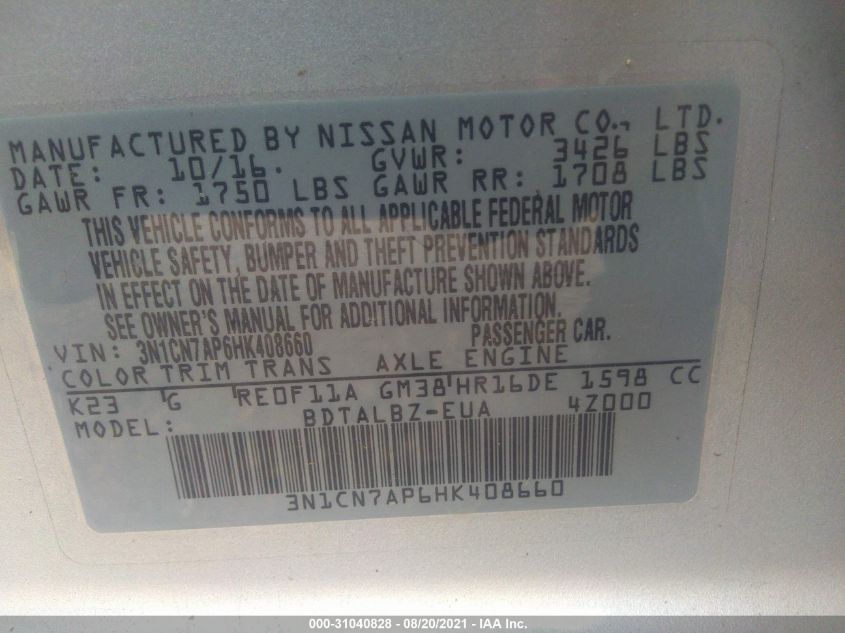 MANUFACTURED BY NISSAN MOTOR CO., LTD.
DATE: 10/16. GVWR: 3426 LBS
GAWR FR: 1750 LBS GAWR RR: 1708 LBS
THIS VEHICLE CONFORMS TO ALL APPLICABLE FEDERAL MOTOR
VEHICLE SAFETY, BUMPER AND THEFT PREVENTION STANDARDS
IN EFFECT ON THE DATE OF MANUFACTURE SHOWN ABOVE.
SEE OWNER'S MANUAL FOR ADDITIONAL INFORMATION.
VIN: 3N1CN7AP6HK408660 PASSENGER CAR.
COLOR TRIM TRANS AXLE ENGINE
K23 G RE0F11A GM38 HR16DE 1598 CC
MODEL: BDTALBZ-EUA 4Z000
3N1CN7AP6HK408660
000-31040828 - 08/20/2021 - IAA Inc.